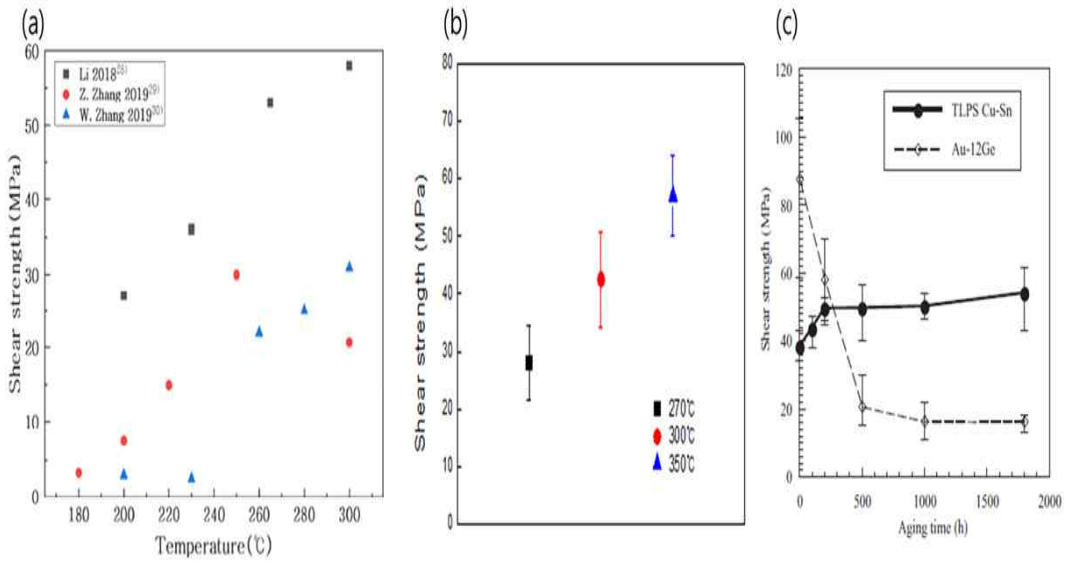 (a)
Shear strength(MPa)
60
50
40
30
20
10
0
Li 2018²⁸⁾
Z. Zhang 2019²⁹⁾
W. Zhang 2019³⁰⁾
180 200 220 240 260 280 300
Temperature(℃)
(b)
Shear strength(MPa)
80
70
60
50
40
30
20
10
0
270℃
300℃
350℃
(c)
Shear strength (MPa)
120
100
80
60
40
20
0
TLPS Cu-Sn
Au-12Ge
0 500 1000 1500 2000
Aging time (h)